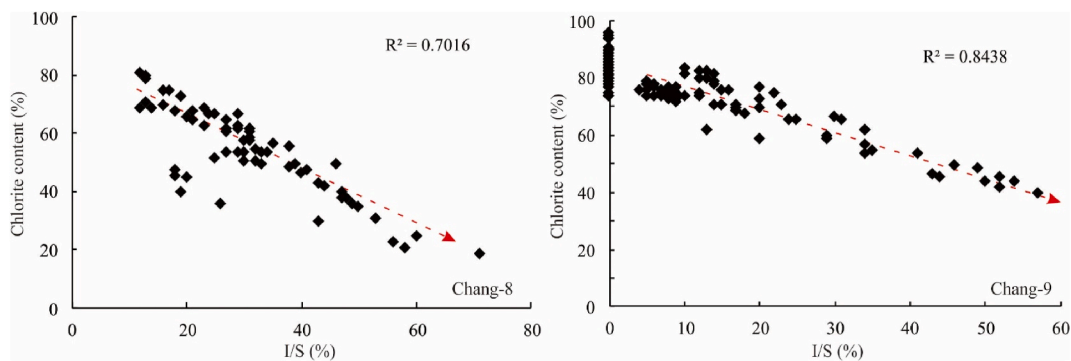 100
80
60
40
20
0
Chlorite content (%)
R² = 0.7016
Chang-8
0 20 40 60 80
I/S (%)
100
80
60
40
20
0
Chlorite content (%)
R² = 0.8438
Chang-9
0 10 20 30 40 50 60
I/S (%)